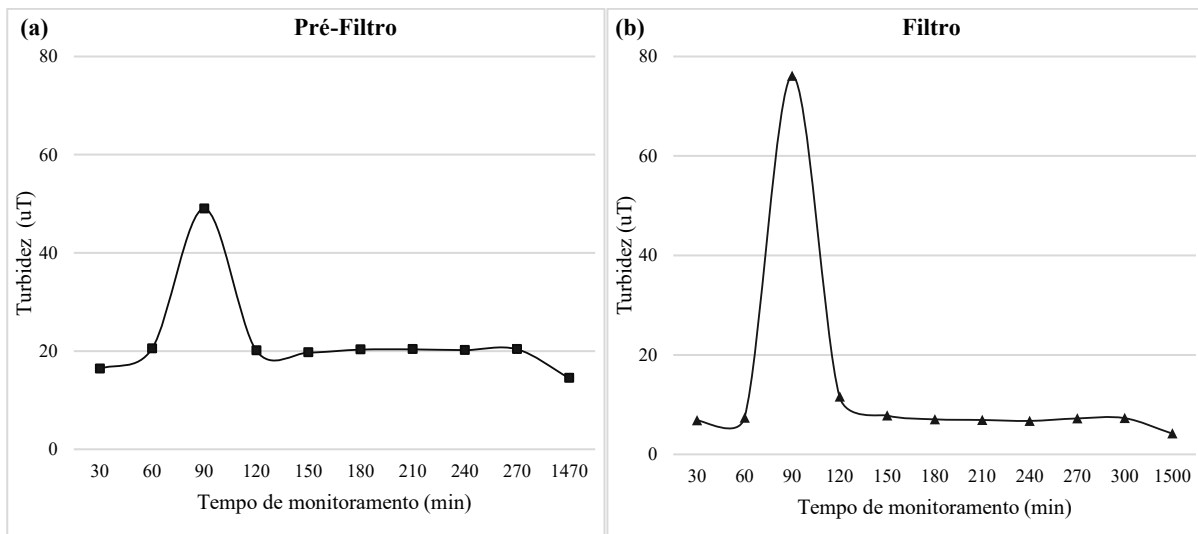 (a) Pré-Filtro
80
60
40
20
0
Turbidez (uT)
30 60 90 120 150 180 210 240 270 1470
Tempo de monitoramento (min)
(b) Filtro
80
60
40
20
0
Turbidez (uT)
30 60 90 120 150 180 210 240 270 300 1500
Tempo de monitoramento (min)